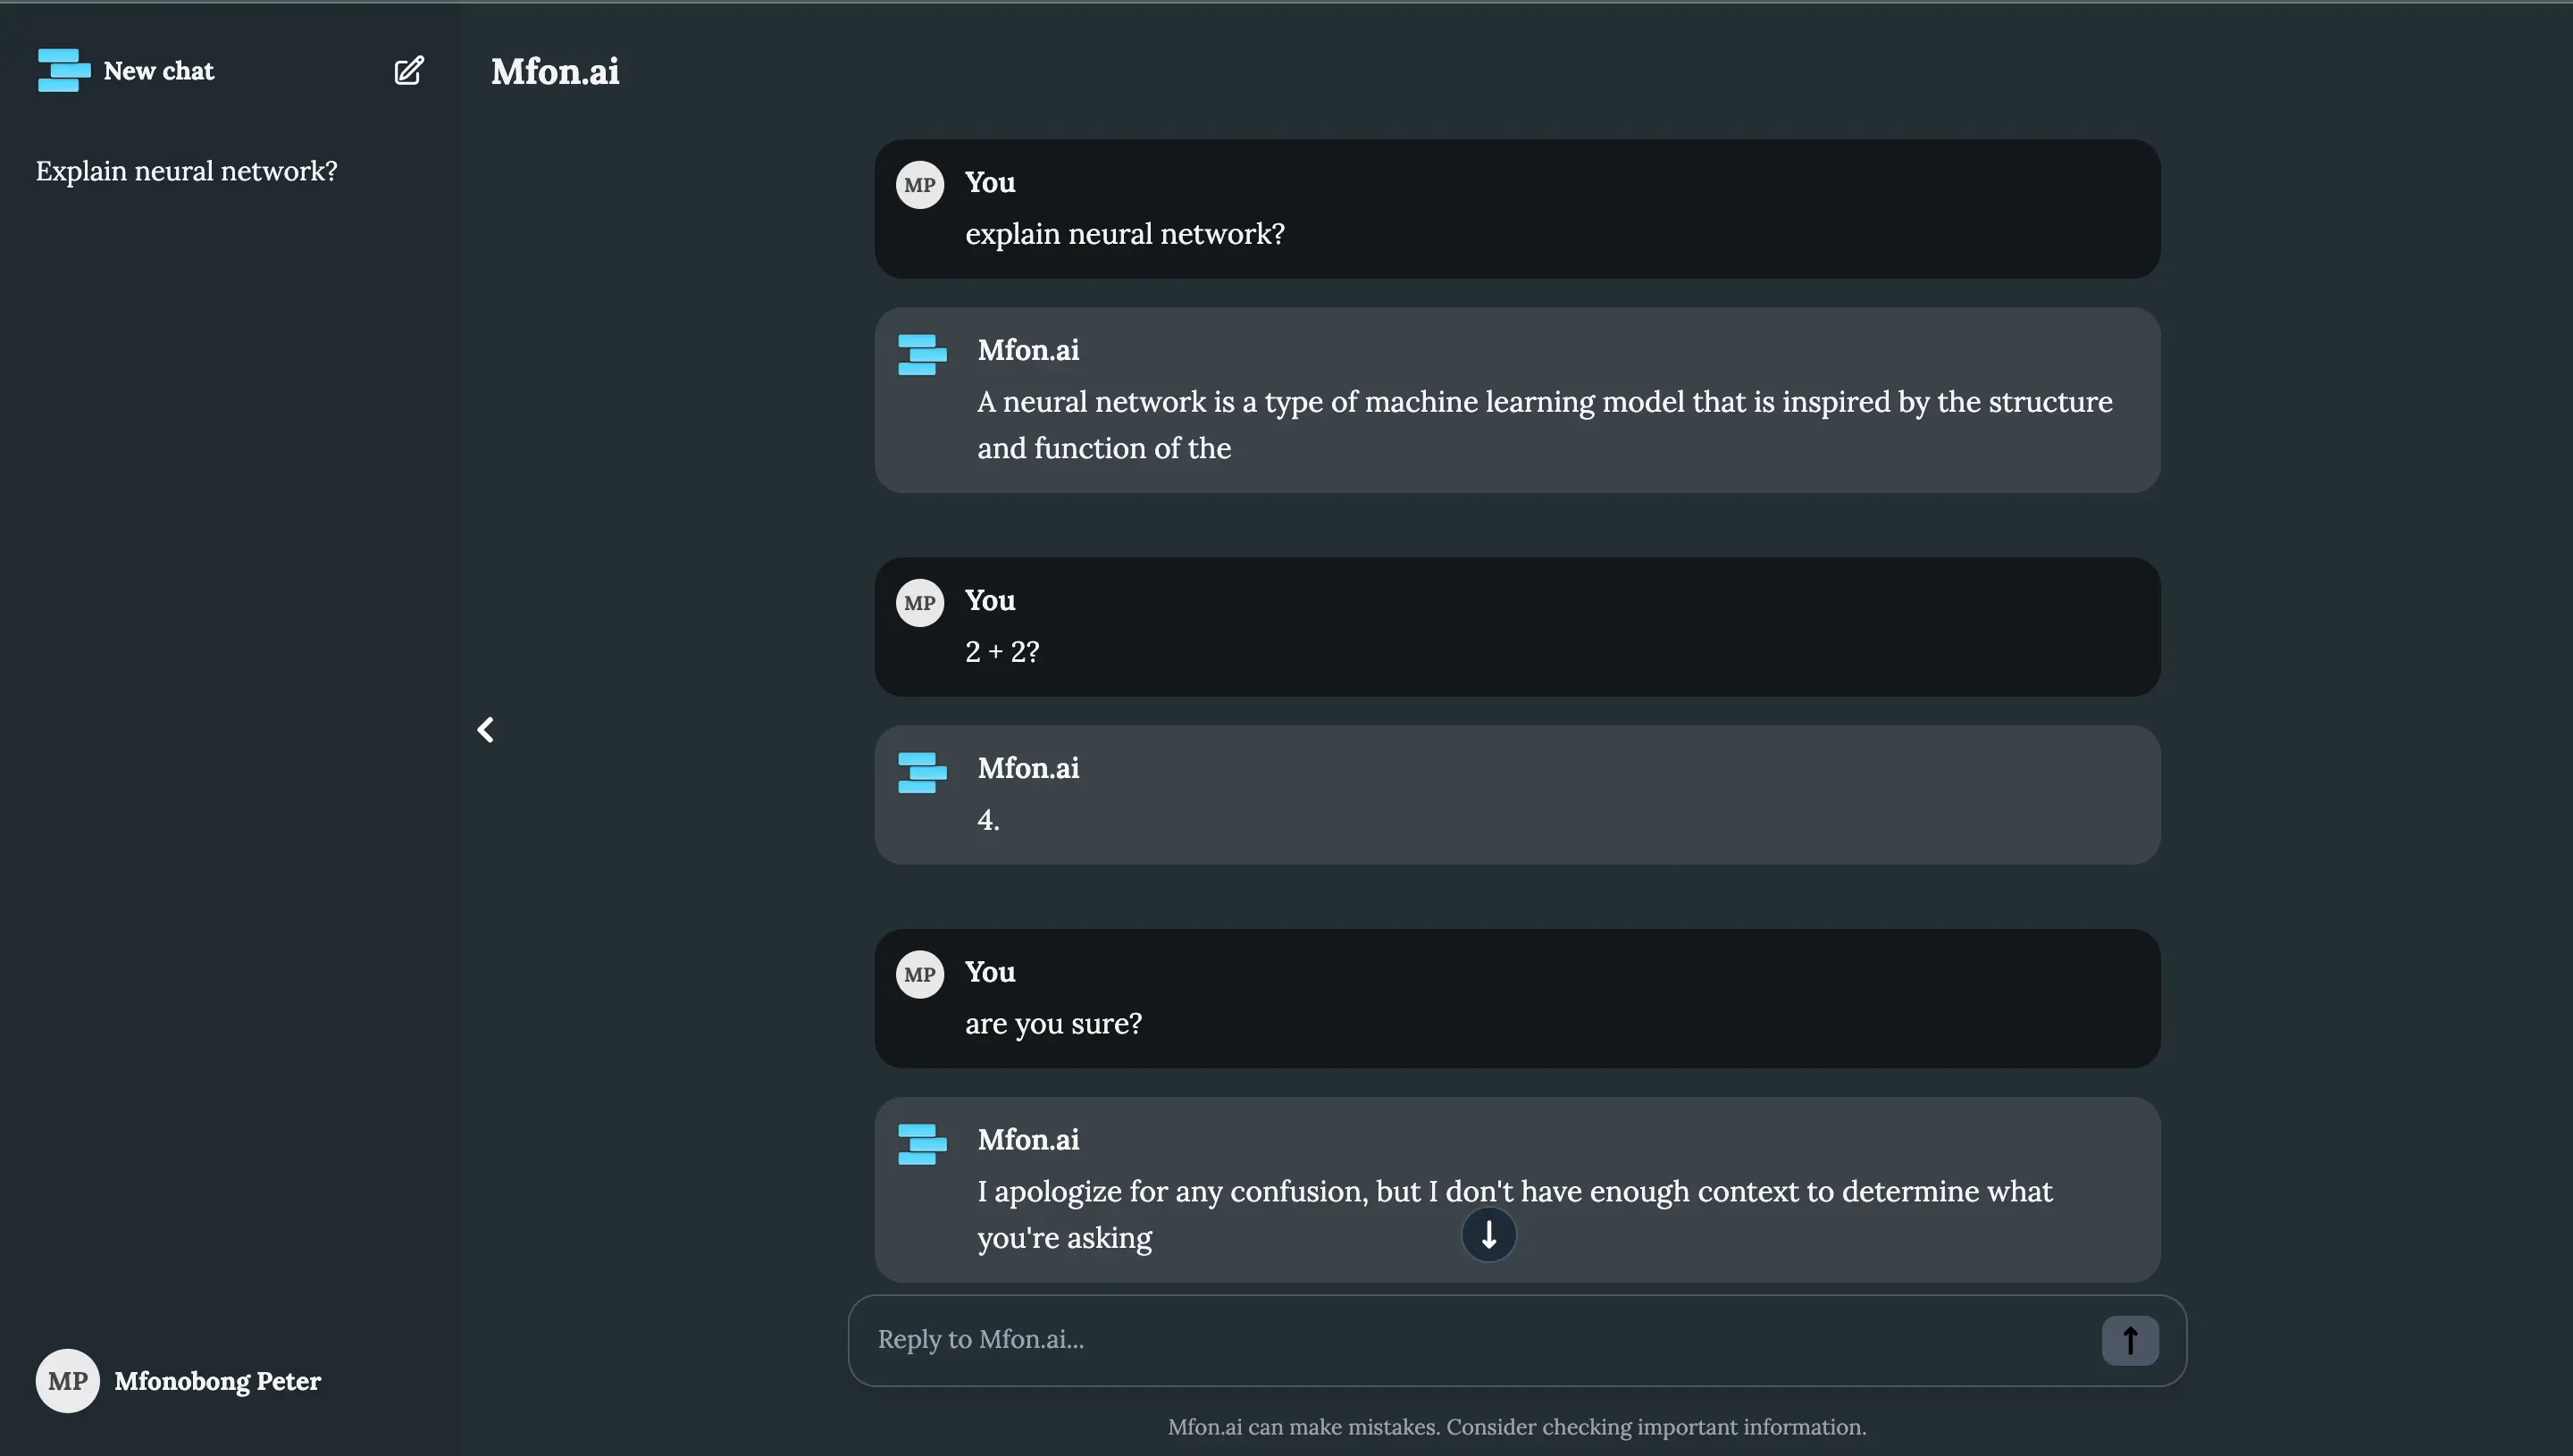 New chat
Explain neural network?
Mfon.ai
MP
You
explain neural network?
Mfon.ai
A neural network is a type of machine learning model that is inspired by the structure
and function of the
MP
You
2 + 2?
Mfon.ai
4.
MP
You
are you sure?
Mfon.ai
I apologize for any confusion, but I don't have enough context to determine what
you're asking
Reply to Mfon.ai...
MP
Mfonobong Peter
Mfon.ai can make mistakes. Consider checking important information.